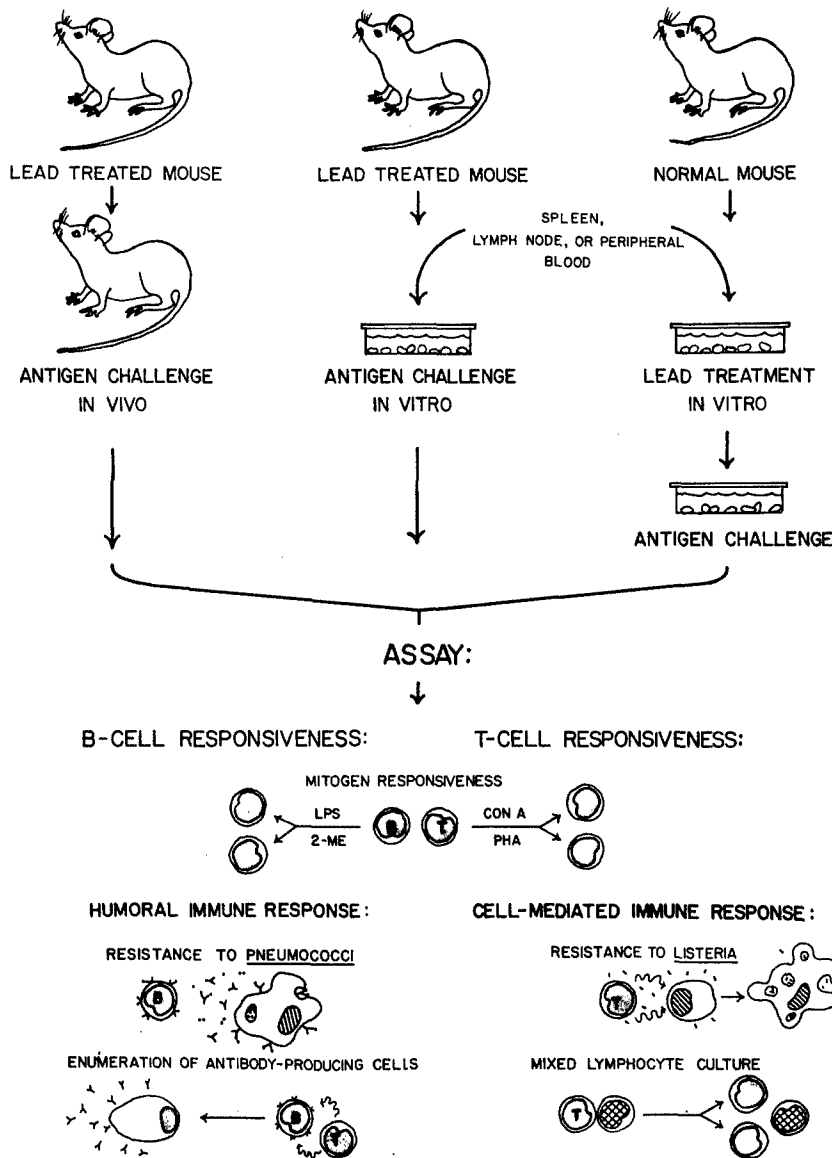 LEAD TREATED MOUSE
LEAD TREATED MOUSE
NORMAL MOUSE
SPLEEN,
LYMPH NODE, OR PERIPHERAL
BLOOD
ANTIGEN CHALLENGE
IN VIVO
ANTIGEN CHALLENGE
IN VITRO
LEAD TREATMENT
IN VITRO
ANTIGEN CHALLENGE
ASSAY:
B-CELL RESPONSIVENESS:
T-CELL RESPONSIVENESS:
MITOGEN RESPONSIVENESS
LPS
2-ME
B
T
CON A
PHA
HUMORAL IMMUNE RESPONSE:
CELL-MEDIATED IMMUNE RESPONSE:
RESISTANCE TO PNEUMOCOCCI
RESISTANCE TO LISTERIA
B
T
ENUMERATION OF ANTIBODY-PRODUCING CELLS
MIXED LYMPHOCYTE CULTURE
B
T
T